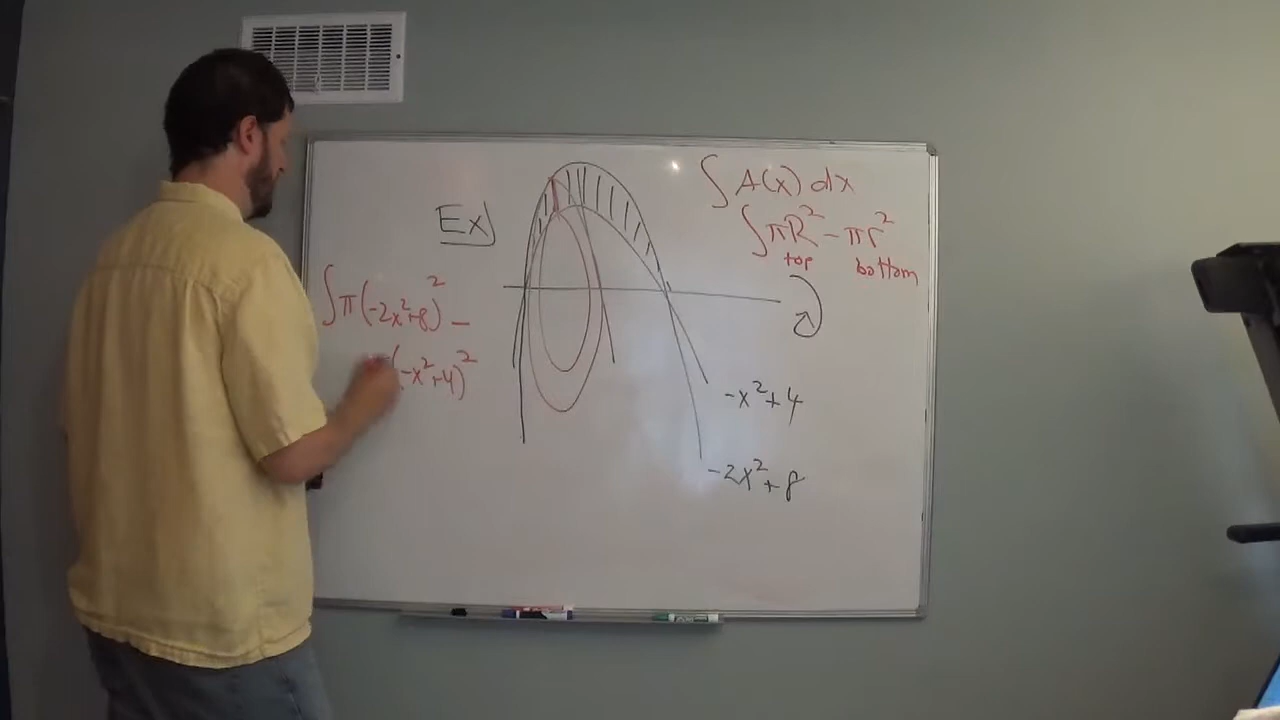 Ex)
∫ A(x) dx
∫ πR² - πr²
top bottom
∫ π(-2x²+8)² -
(-x²+4)²
-x²+4
-2x²+8